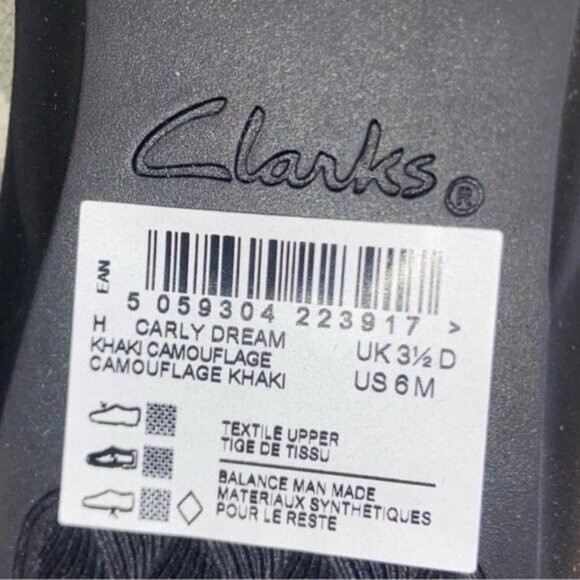 Clarks®
EAN
5 059304 223917 >
H CARLY DREAM
KHAKI CAMOUFLAGE
CAMOUFLAGE KHAKI
UK 3½ D
US 6 M
TEXTILE UPPER
TIGE DE TISSU
BALANCE MAN MADE
MATERIAUX SYNTHETIQUES
POUR LE RESTE